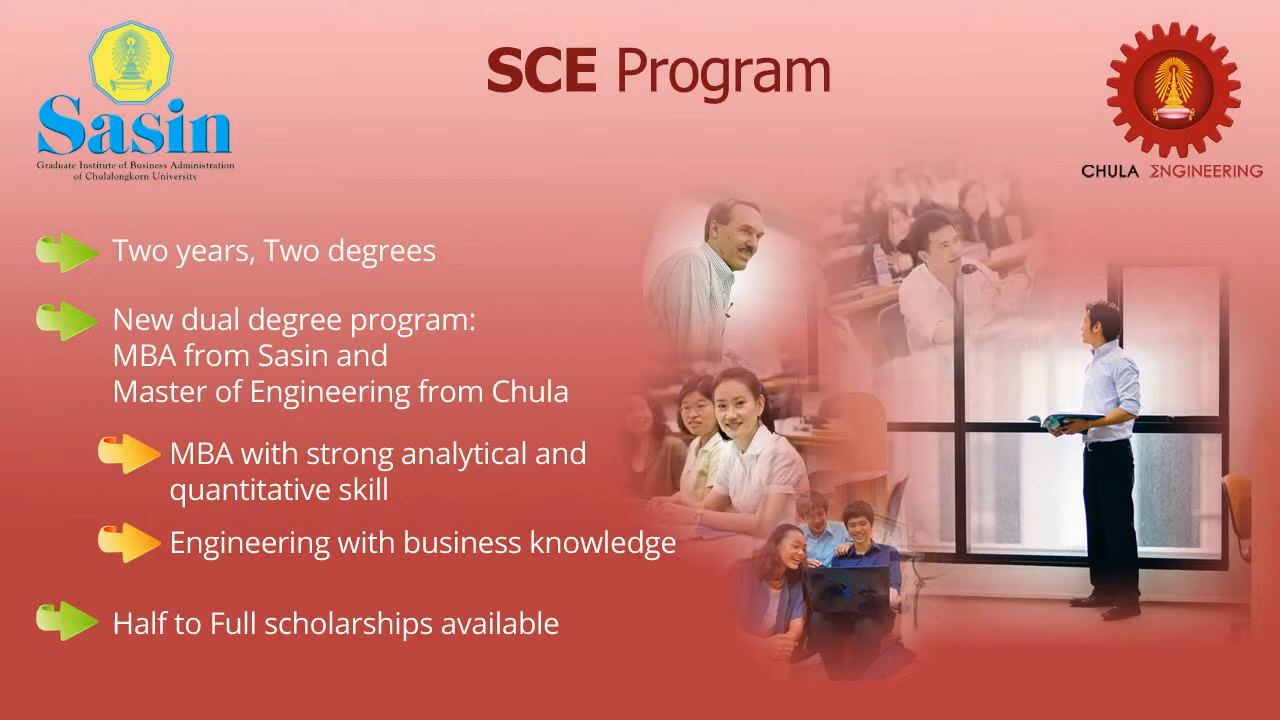 SCE Program
Sasin
Graduate Institute of Business Administration
of Chulalongkorn University
CHULA ΣNGINEERING
Two years, Two degrees
New dual degree program:
MBA from Sasin and
Master of Engineering from Chula
MBA with strong analytical and
quantitative skill
Engineering with business knowledge
Half to Full scholarships available